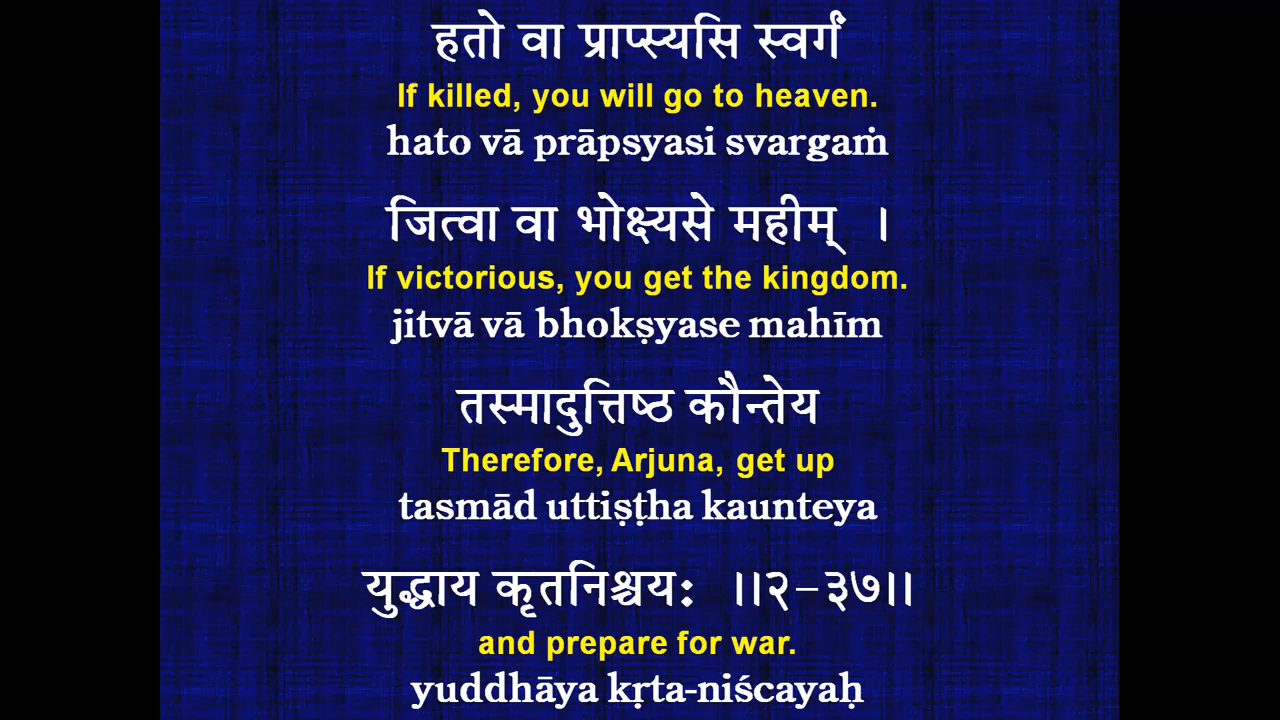 हतो वा प्राप्स्यसि स्वर्गं
If killed, you will go to heaven.
hato vā prāpsyasi svargaṁ
जित्वा वा भोक्ष्यसे महीम् ।
If victorious, you get the kingdom.
jitvā vā bhokṣyase mahīm
तस्मादुत्तिष्ठ कौन्तेय
Therefore, Arjuna, get up
tasmād uttiṣṭha kaunteya
युद्धाय कृतनिश्चयः ।।२-३७।।
and prepare for war.
yuddhāya kṛta-niścayaḥ